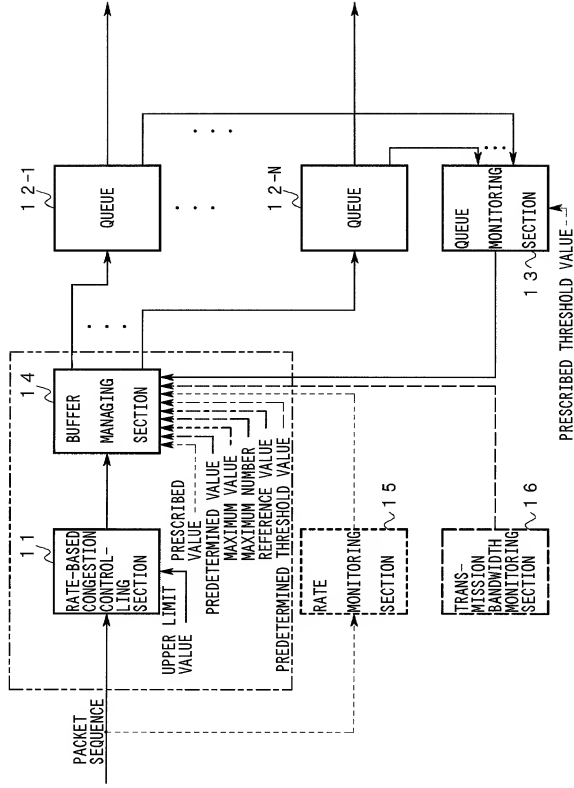 PACKET
SEQUENCE
11
RATE-BASED
CONGESTION
CONTROL-
LING
SECTION
UPPER LIMIT
VALUE
14
BUFFER
MANAGING
SECTION
PRESCRIBED
VALUE
PREDETERMINED VALUE
MAXIMUM VALUE
MAXIMUM NUMBER
REFERENCE VALUE
PREDETERMINED THRESHOLD VALUE
12-1
QUEUE
12-N
QUEUE
QUEUE
MONITORING
SECTION
13
PRESCRIBED THRESHOLD VALUE
RATE
MONITORING
SECTION
15
TRANS-
MISSION
BANDWIDTH
MONITORING
SECTION
16